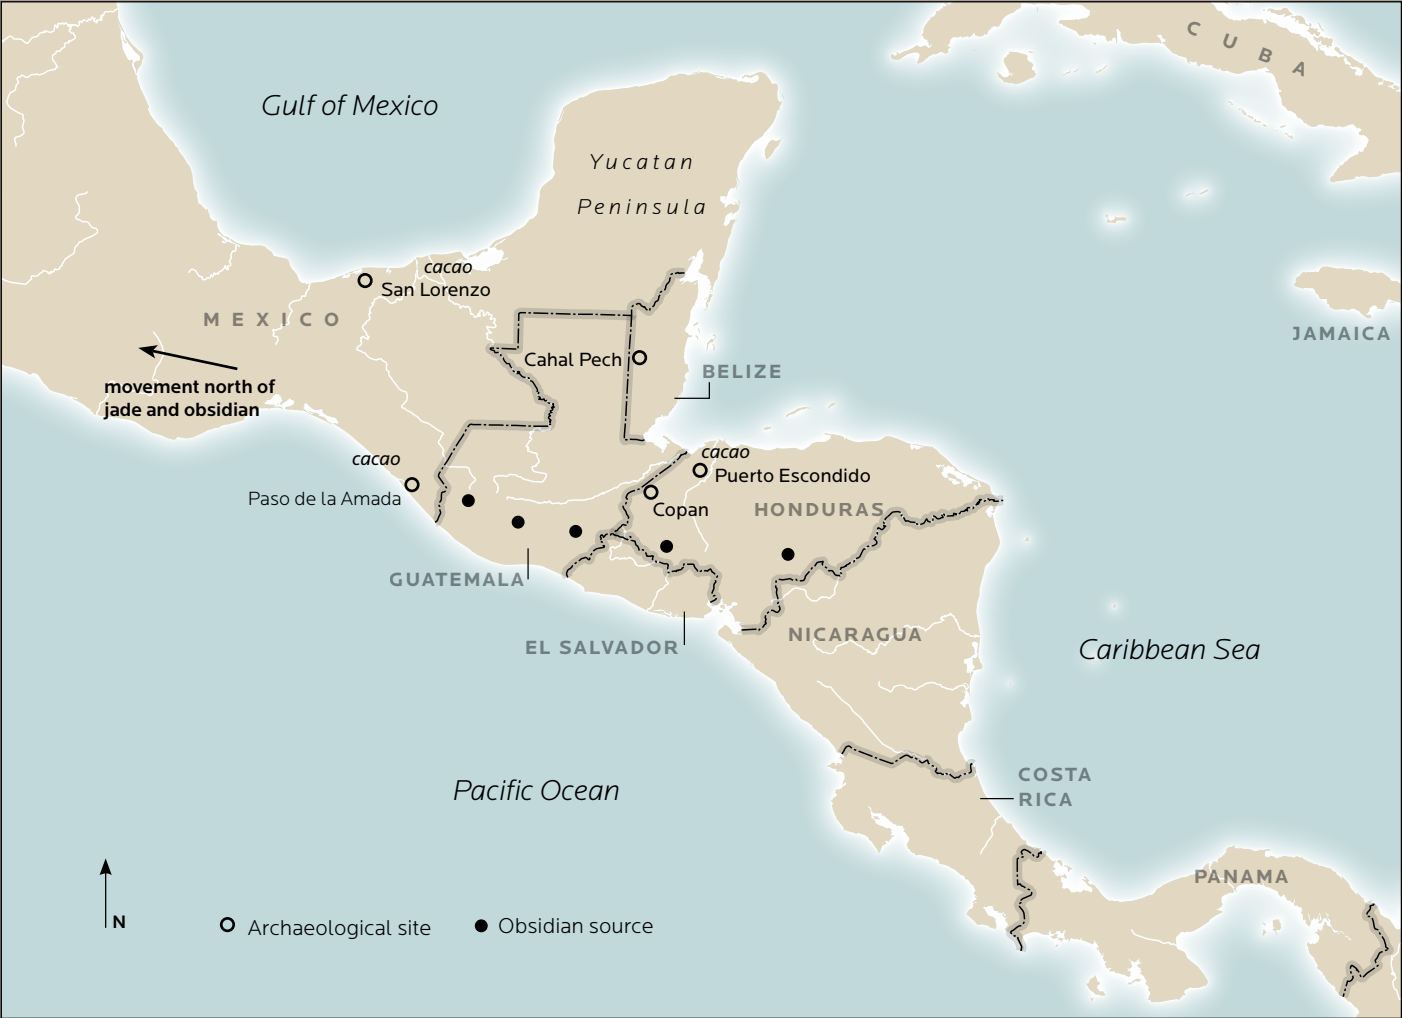 CUBA
Gulf of Mexico
Yucatan
Peninsula
cacao
San Lorenzo
MEXICO
JAMAICA
Cahal Pech
BELIZE
movement north of
jade and obsidian
cacao
Paso de la Amada
cacao
Puerto Escondido
Copan
HONDURAS
GUATEMALA
EL SALVADOR
NICARAGUA
Caribbean Sea
Pacific Ocean
COSTA
RICA
PANAMA
N
Archaeological site
Obsidian source